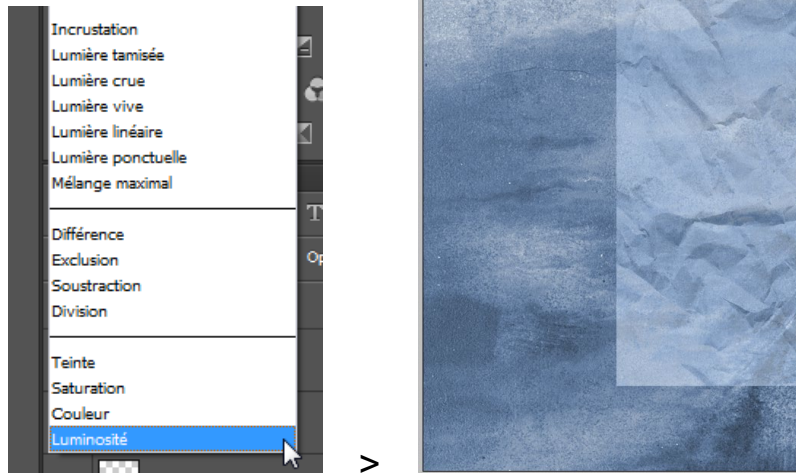 Incrustation
Lumière tamisée
Lumière crue
Lumière vive
Lumière linéaire
Lumière ponctuelle
Mélange maximal
Différence
Exclusion
Soustraction
Division
Teinte
Saturation
Couleur
Luminosité
T
Op
>